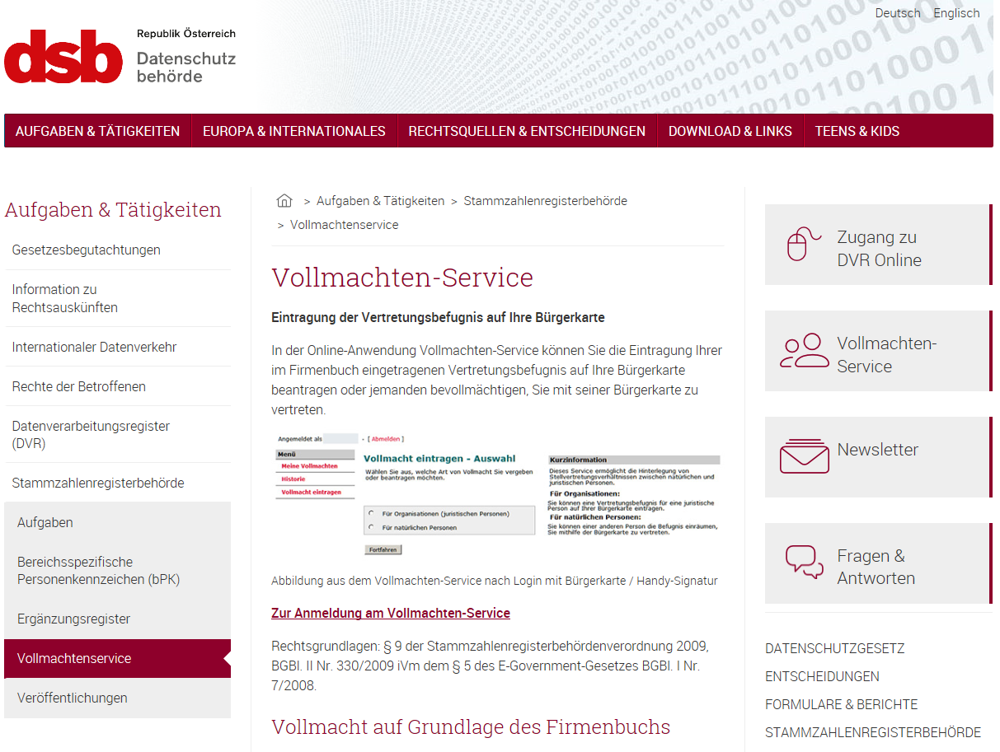 Deutsch Englisch
dsb
Republik Österreich
Datenschutz
behörde
AUFGABEN & TÄTIGKEITEN EUROPA & INTERNATIONALES RECHTSQUELLEN & ENTSCHEIDUNGEN DOWNLOAD & LINKS TEENS & KIDS
Aufgaben & Tätigkeiten
Gesetzesbegutachtungen
Information zu
Rechtsauskünften
Internationaler Datenverkehr
Rechte der Betroffenen
Datenverarbeitungsregister
(DVR)
Stammzahlenregisterbehörde
Aufgaben
Bereichsspezifische
Personenkennzeichen (bPK)
Ergänzungsregister
Vollmachtenservice
Veröffentlichungen
> Aufgaben & Tätigkeiten > Stammzahlenregisterbehörde
> Vollmachtenservice
Vollmachten-Service
Eintragung der Vertretungsbefugnis auf Ihre Bürgerkarte
In der Online-Anwendung Vollmachten-Service können Sie die Eintragung Ihrer
im Firmenbuch eingetragenen Vertretungsbefugnis auf Ihre Bürgerkarte
beantragen oder jemanden bevollmächtigen, Sie mit seiner Bürgerkarte zu
vertreten.
Angemeldet als - [ Abmelden ]
Menü
Meine Vollmachten
Historie
Vollmacht eintragen
Vollmacht eintragen - Auswahl
Wählen Sie aus, welche Art von Vollmacht Sie vergeben
oder beantragen möchten.
Für Organisationen (juristischen Personen)
Für natürlichen Personen
Fortfahren
Kurzinformation
Dieses Service ermöglicht die Hinterlegung von
Stellvertretungsverhältnissen zwischen natürlichen und
juristischen Personen.
Für Organisationen:
Sie können eine Vertretungsbefugnis für eine juristische
Person auf Ihrer Bürgerkarte eintragen.
Für natürlichen Personen:
Sie können einer anderen Person die Befugnis einräumen,
Sie mithilfe der Bürgerkarte zu vertreten.
Abbildung aus dem Vollmachten-Service nach Login mit Bürgerkarte / Handy-Signatur
Zur Anmeldung am Vollmachten-Service
Rechtsgrundlagen: § 9 der Stammzahlenregisterbehördenverordnung 2009,
BGBl. II Nr. 330/2009 iVm dem § 5 des E-Government-Gesetzes BGBl. I Nr.
7/2008.
Vollmacht auf Grundlage des Firmenbuchs
Zugang zu
DVR Online
Vollmachten-
Service
Newsletter
Fragen &
Antworten
DATENSCHUTZGESETZ
ENTSCHEIDUNGEN
FORMULARE & BERICHTE
STAMMZAHLENREGISTERBEHÖRDE